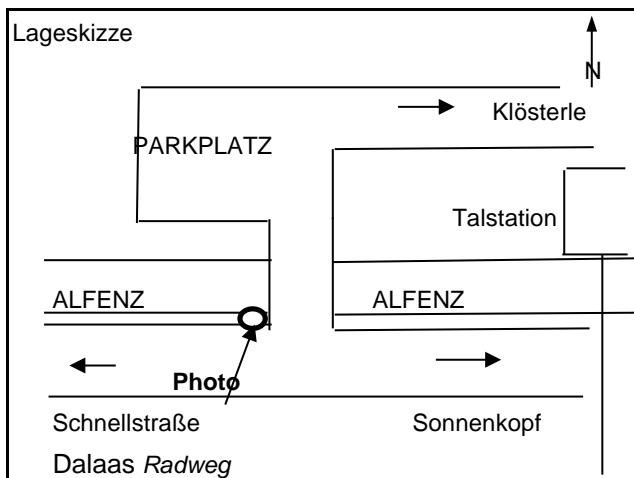 Lageskizze
N
Klösterle
PARKPLATZ
Talstation
ALFENZ ALFENZ
Photo
Schnellstraße Sonnenkopf
Dalaas Radweg